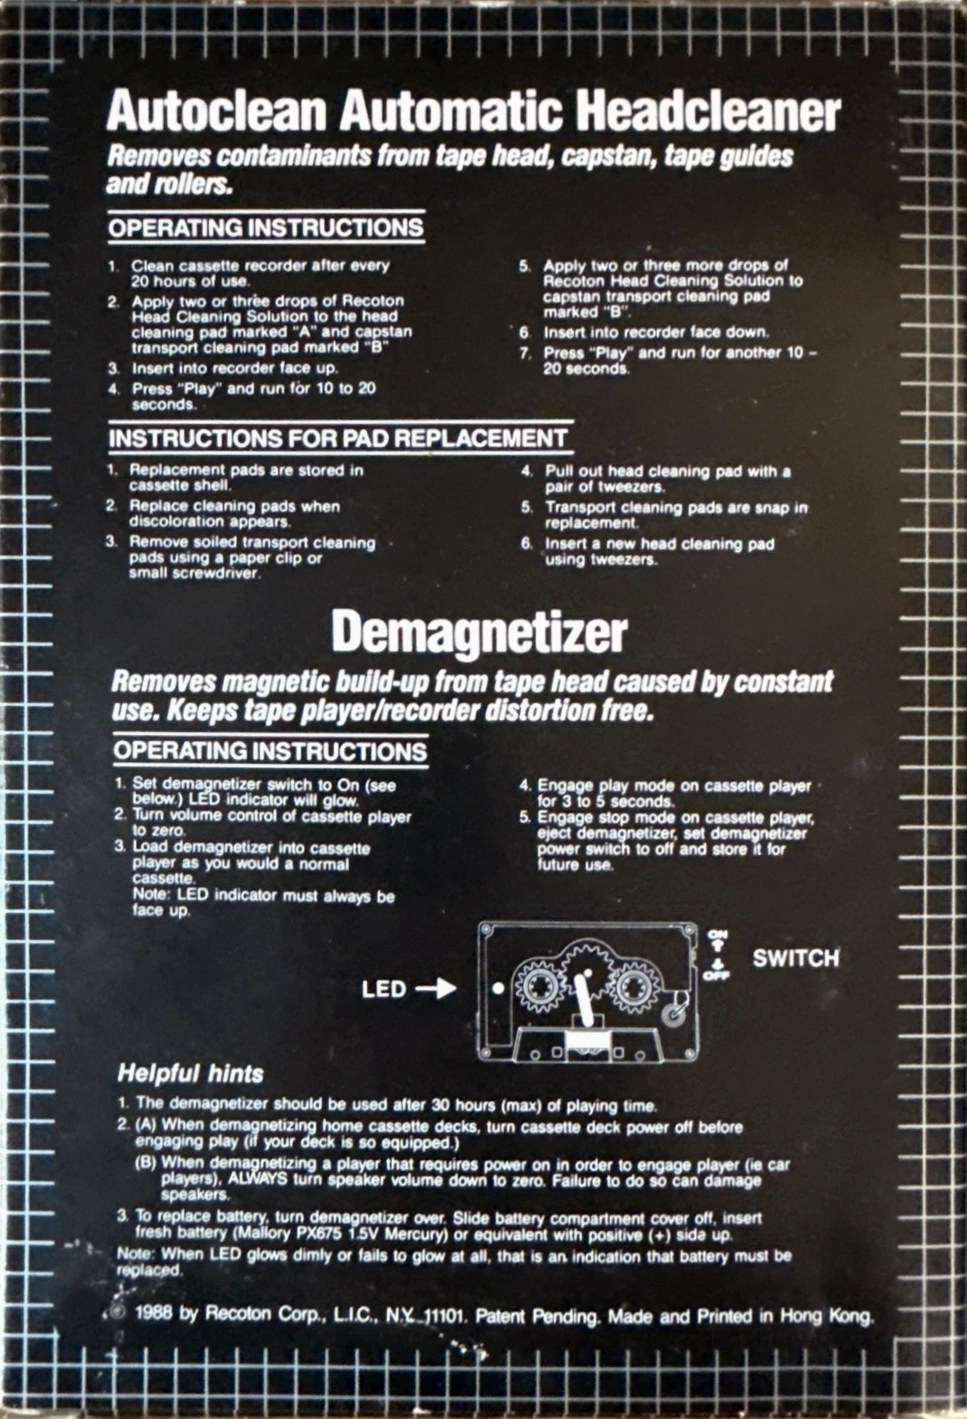 Autoclean Automatic Headcleaner
Removes contaminants from tape head, capstan, tape guides
and rollers.
OPERATING INSTRUCTIONS
1. Clean cassette recorder after every
20 hours of use.
2. Apply two or three drops of Recoton
Head Cleaning Solution to the head
cleaning pad marked "A" and capstan
transport cleaning pad marked "B"
3. Insert into recorder face up.
4. Press "Play" and run for 10 to 20
seconds.
5. Apply two or three more drops of
Recoton Head Cleaning Solution to
capstan transport cleaning pad
marked "B".
6. Insert into recorder face down.
7. Press "Play" and run for another 10 –
20 seconds.
INSTRUCTIONS FOR PAD REPLACEMENT
1. Replacement pads are stored in
cassette shell.
2. Replace cleaning pads when
discoloration appears.
3. Remove soiled transport cleaning
pads using a paper clip or
small screwdriver.
4. Pull out head cleaning pad with a
pair of tweezers.
5. Transport cleaning pads are snap in
replacement.
6. Insert a new head cleaning pad
using tweezers.
Demagnetizer
Removes magnetic build-up from tape head caused by constant
use. Keeps tape player/recorder distortion free.
OPERATING INSTRUCTIONS
1. Set demagnetizer switch to On (see
below.) LED indicator will glow.
2. Turn volume control of cassette player
to zero.
3. Load demagnetizer into cassette
player as you would a normal
cassette.
Note: LED indicator must always be
face up.
4. Engage play mode on cassette player
for 3 to 5 seconds.
5. Engage stop mode on cassette player,
eject demagnetizer, set demagnetizer
power switch to off and store it for
future use.
ON
SWITCH
OFF
LED
Helpful hints
1. The demagnetizer should be used after 30 hours (max) of playing time.
2. (A) When demagnetizing home cassette decks, turn cassette deck power off before
engaging play (if your deck is so equipped.)
(B) When demagnetizing a player that requires power on in order to engage player (ie car
players), ALWAYS turn speaker volume down to zero. Failure to do so can damage
speakers.
3. To replace battery, turn demagnetizer over. Slide battery compartment cover off, insert
fresh battery (Mallory PX675 1.5V Mercury) or equivalent with positive (+) side up.
Note: When LED glows dimly or fails to glow at all, that is an indication that battery must be
replaced.
© 1988 by Recoton Corp., L.I.C., N.Y. 11101. Patent Pending. Made and Printed in Hong Kong.